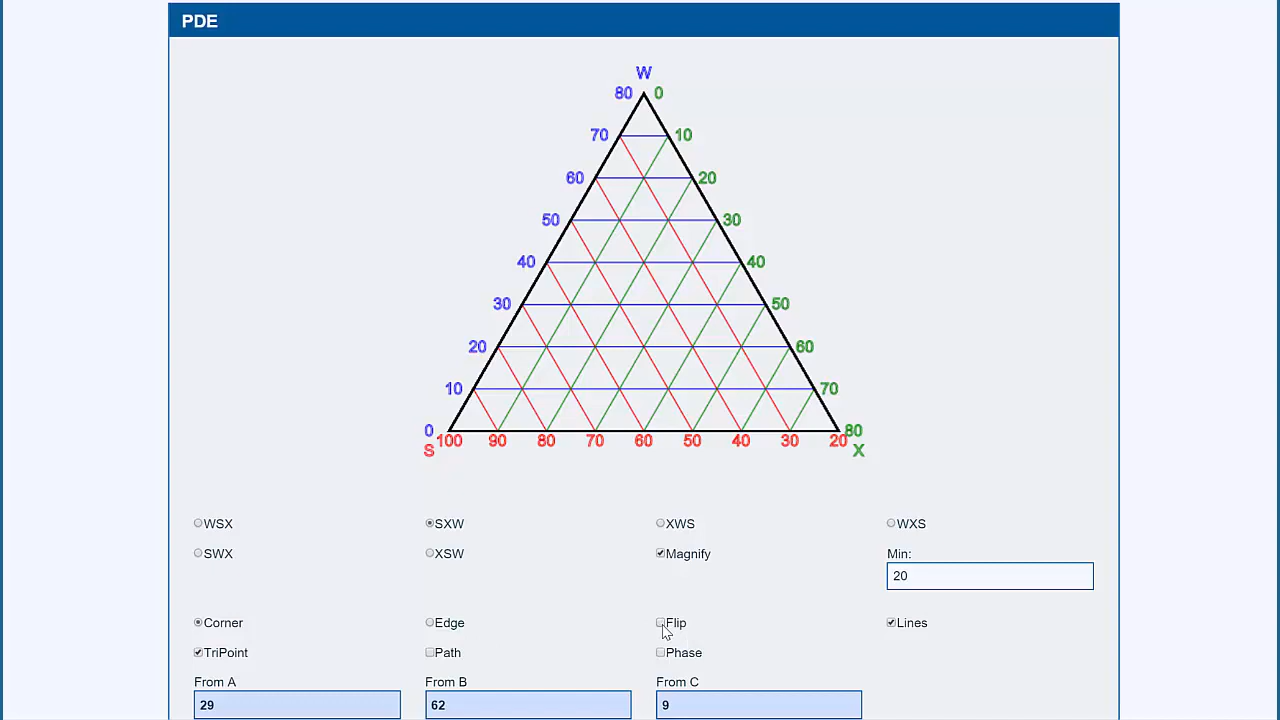 PDE
W
80 0
70 10
60 20
50 30
40 40
30 50
20 60
10 70
0 80
100 90 80 70 60 50 40 30 20
S X
WSX SXW XWS WXS
SWX XSW Magnify Min:
20
Corner Edge Flip Lines
TriPoint Path Phase
From A From B From C
29 62 9